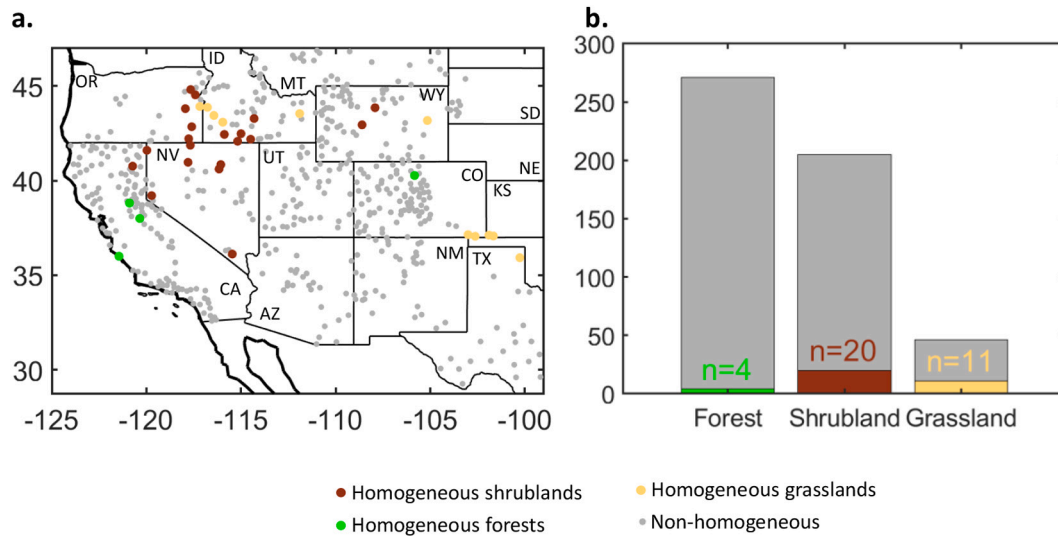 a.
b.
45
40
35
30
-125
-120
-115
-110
-105
-100
OR
ID
MT
WY
SD
NV
UT
CO
NE
KS
NM
TX
CA
AZ
300
250
200
150
100
50
0
n=4
n=20
n=11
Forest
Shrubland
Grassland
Homogeneous shrublands
Homogeneous grasslands
Homogeneous forests
Non-homogeneous